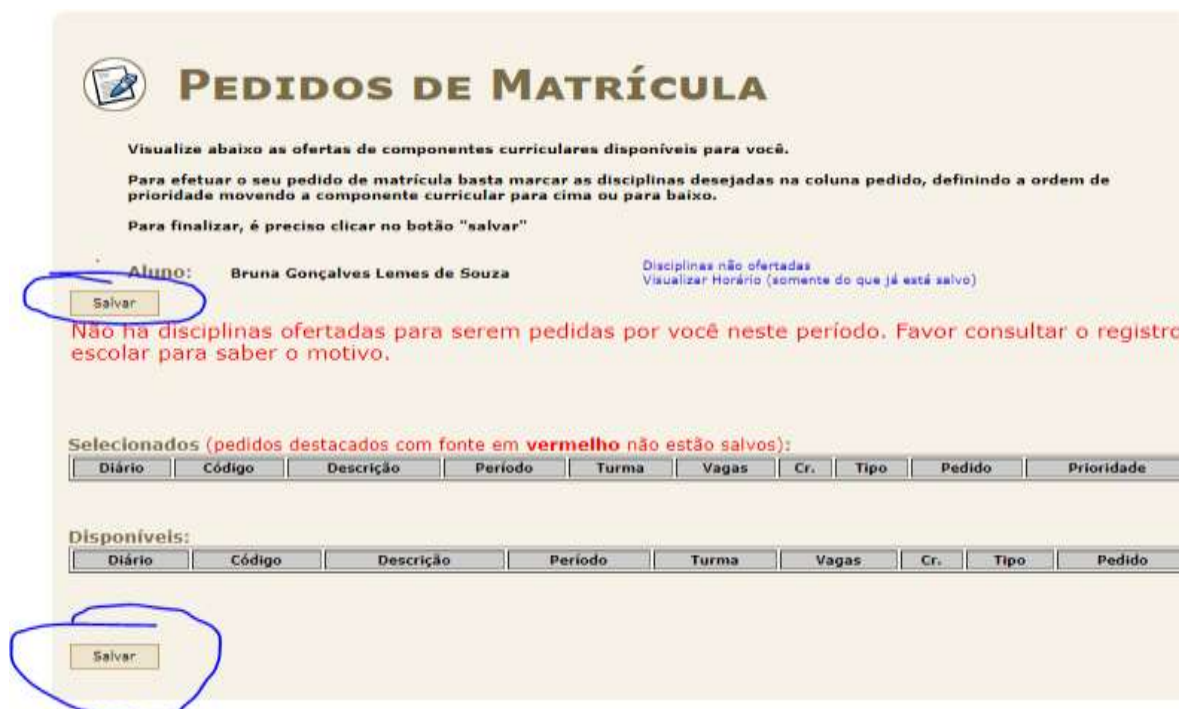 PEDIDOS DE MATRÍCULA
Visualize abaixo as ofertas de componentes curriculares disponíveis para você.
Para efetuar o seu pedido de matrícula basta marcar as disciplinas desejadas na coluna pedido, definindo a ordem de
prioridade movendo a componente curricular para cima ou para baixo.
Para finalizar, é preciso clicar no botão "salvar"
Aluno: Bruna Gonçalves Lemes de Souza
Disciplinas não ofertadas
Visualizar Horário (somente do que já está salvo)
Salvar
Não há disciplinas ofertadas para serem pedidas por você neste período. Favor consultar o registro
escolar para saber o motivo.
Selecionados (pedidos destacados com fonte em vermelho não estão salvos):
Diário Código Descrição Período Turma Vagas Cr. Tipo Pedido Prioridade
Disponíveis:
Diário Código Descrição Período Turma Vagas Cr. Tipo Pedido
Salvar